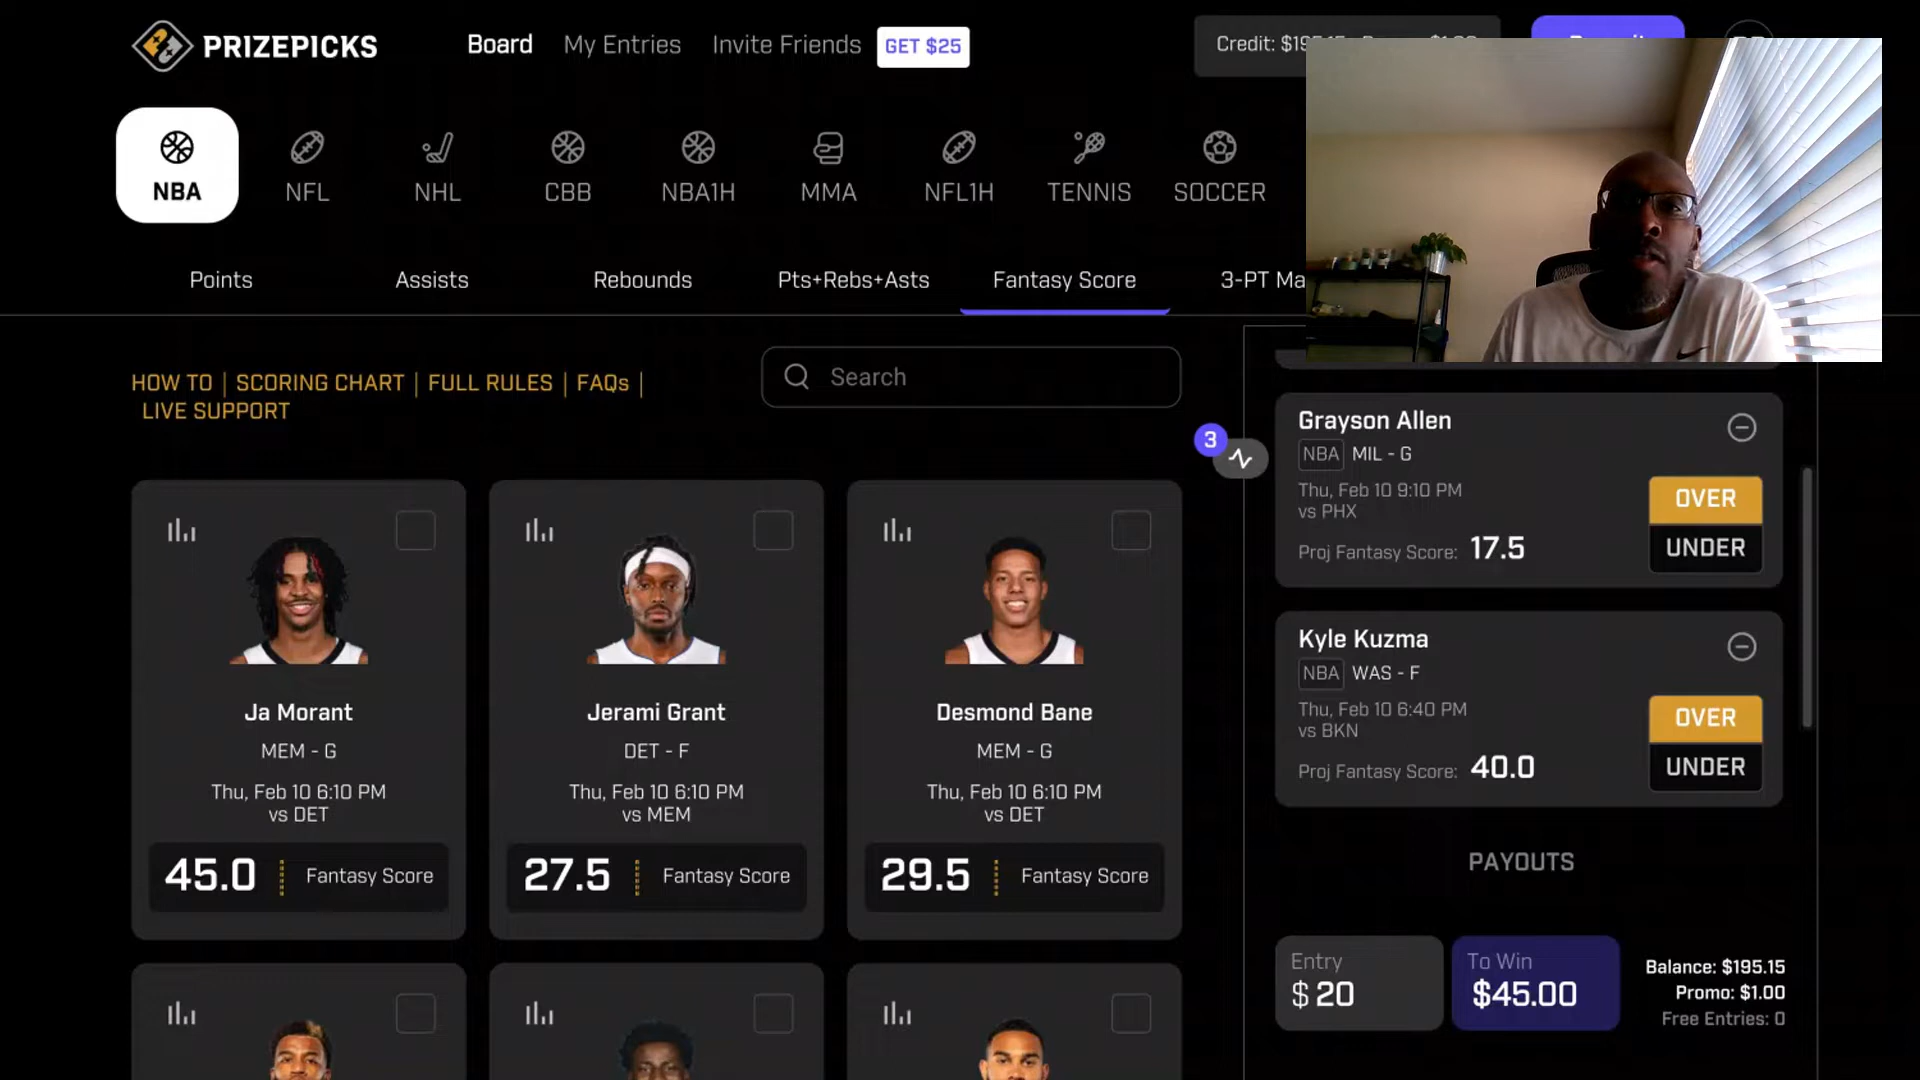 PRIZEPICKS
Board
My Entries
Invite Friends
GET $25
NBA
NFL
NHL
CBB
NBA1H
MMA
NFL1H
TENNIS
SOCCER
Points
Assists
Rebounds
Pts+Rebs+Asts
Fantasy Score
3-PT Ma
HOW TO | SCORING CHART | FULL RULES | FAQs |
LIVE SUPPORT
Search
Credit:
3
Ja Morant
MEM - G
Thu, Feb 10 6:10 PM
vs DET
45.0 Fantasy Score
Jerami Grant
DET - F
Thu, Feb 10 6:10 PM
vs MEM
27.5 Fantasy Score
Desmond Bane
MEM - G
Thu, Feb 10 6:10 PM
vs DET
29.5 Fantasy Score
Grayson Allen
NBA MIL - G
Thu, Feb 10 9:10 PM
vs PHX
Proj Fantasy Score: 17.5
OVER
UNDER
Kyle Kuzma
NBA WAS - F
Thu, Feb 10 6:40 PM
vs BKN
Proj Fantasy Score: 40.0
OVER
UNDER
PAYOUTS
Entry
$ 20
To Win
$45.00
Balance: $195.15
Promo: $1.00
Free Entries: 0